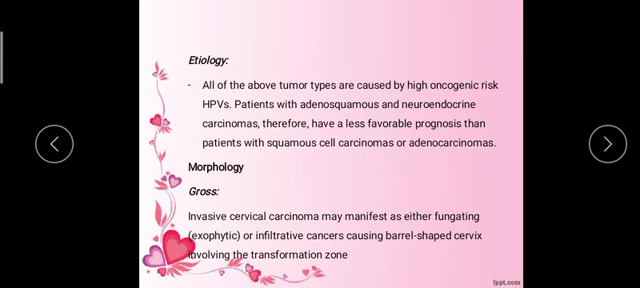 Etiology:
- All of the above tumor types are caused by high oncogenic risk
HPVs. Patients with adenosquamous and neuroendocrine
carcinomas, therefore, have a less favorable prognosis than
patients with squamous cell carcinomas or adenocarcinomas.
Morphology
Gross:
Invasive cervical carcinoma may manifest as either fungating
(exophytic) or infiltrative cancers causing barrel-shaped cervix
involving the transformation zone
fppt.com